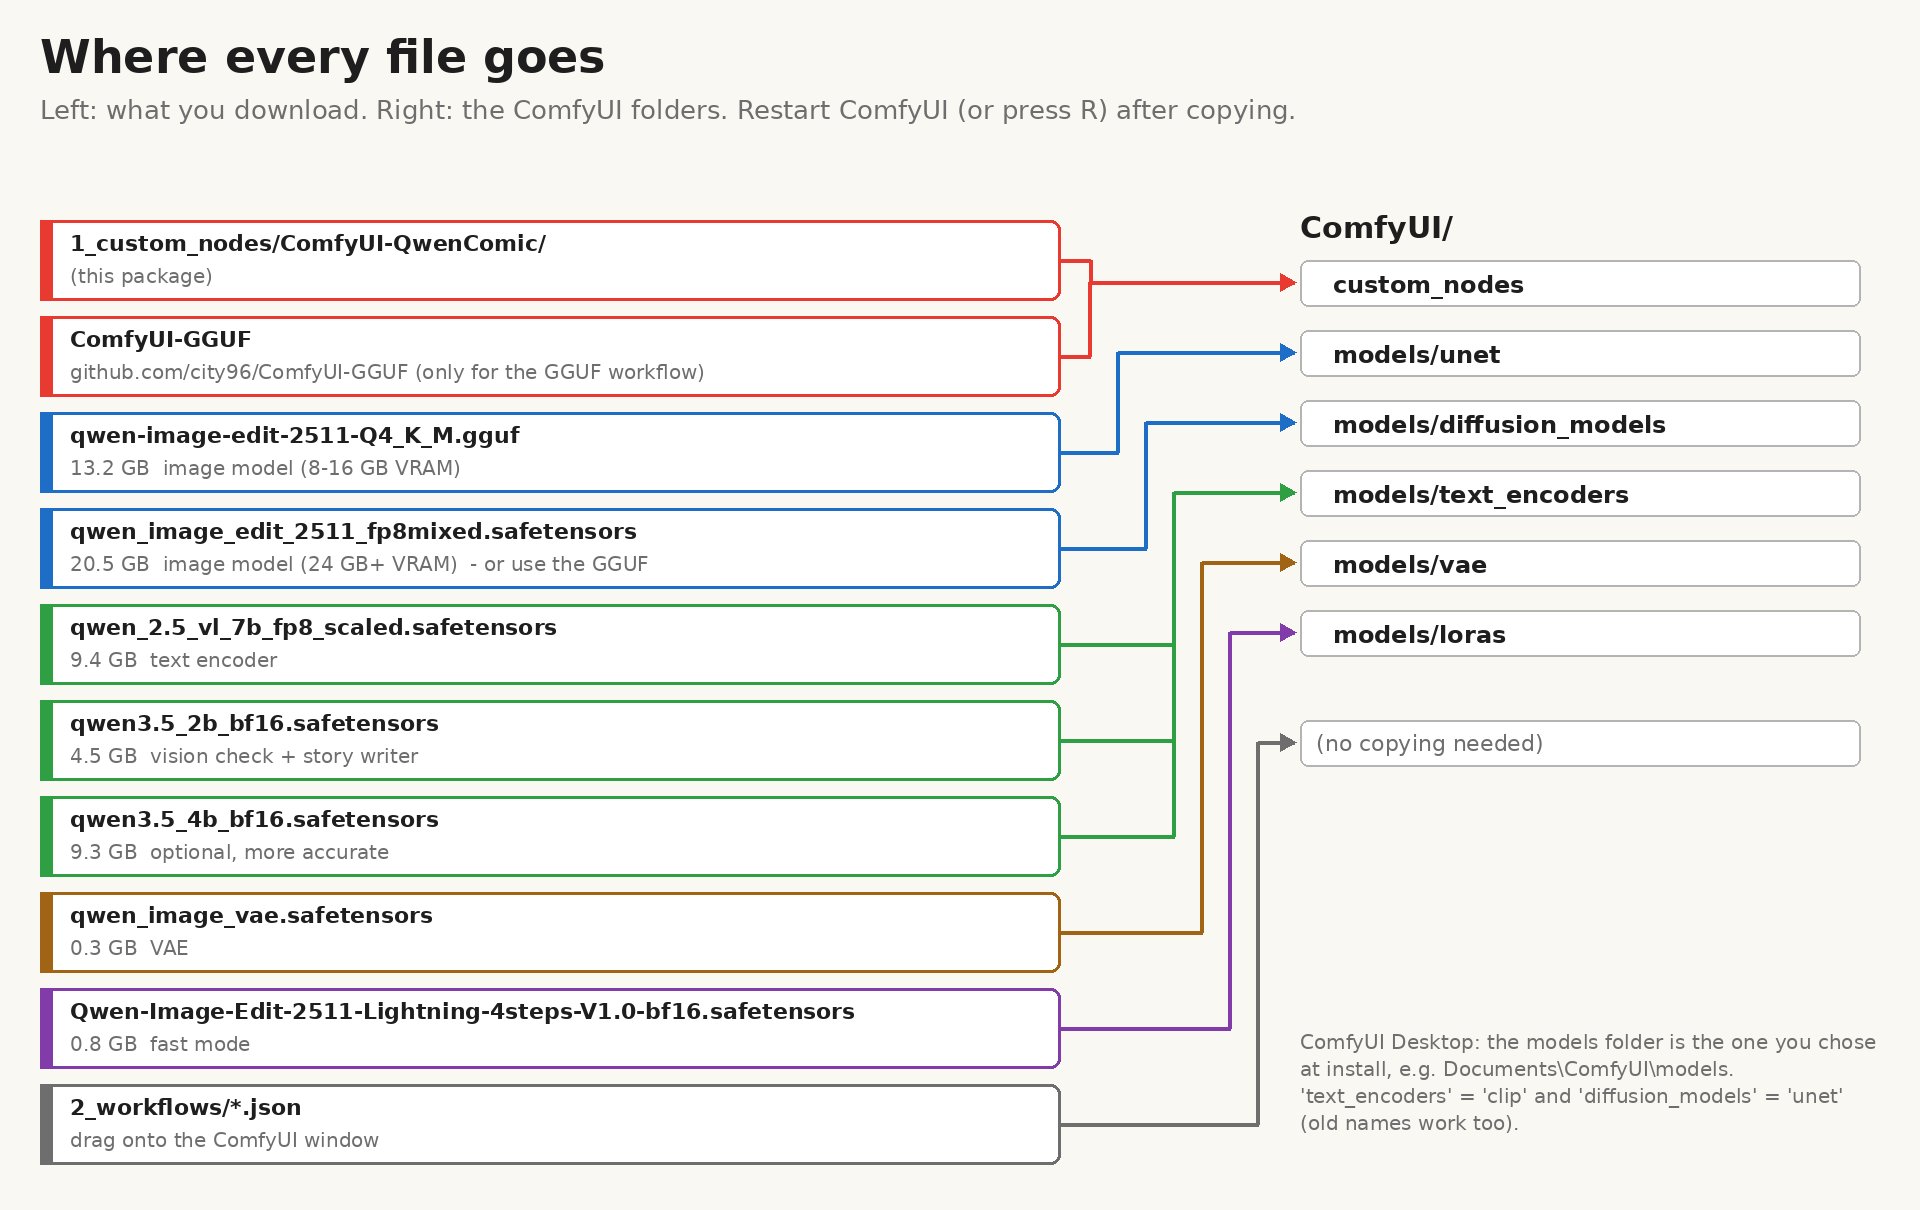 Where every file goes
Left: what you download. Right: the ComfyUI folders. Restart ComfyUI (or press R) after copying.
1_custom_nodes/ComfyUI-QwenComic/
(this package)
ComfyUI-GGUF
github.com/city96/ComfyUI-GGUF (only for the GGUF workflow)
qwen-image-edit-2511-Q4_K_M.gguf
13.2 GB  image model (8-16 GB VRAM)
qwen_image_edit_2511_fp8mixed.safetensors
20.5 GB  image model (24 GB+ VRAM)  - or use the GGUF
qwen_2.5_vl_7b_fp8_scaled.safetensors
9.4 GB  text encoder
qwen3.5_2b_bf16.safetensors
4.5 GB  vision check + story writer
qwen3.5_4b_bf16.safetensors
9.3 GB  optional, more accurate
qwen_image_vae.safetensors
0.3 GB  VAE
Qwen-Image-Edit-2511-Lightning-4steps-V1.0-bf16.safetensors
0.8 GB  fast mode
2_workflows/*.json
drag onto the ComfyUI window
ComfyUI/
custom_nodes
models/unet
models/diffusion_models
models/text_encoders
models/vae
models/loras
(no copying needed)
ComfyUI Desktop: the models folder is the one you chose
at install, e.g. Documents\ComfyUI\models.
'text_encoders' = 'clip' and 'diffusion_models' = 'unet'
(old names work too).